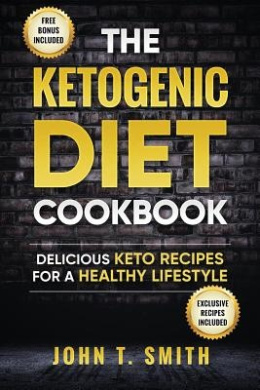 FREE
BONUS
INCLUDED
THE
KETOGENIC
DIET
COOKBOOK
DELICIOUS KETO RECIPES
FOR A HEALTHY LIFESTYLE
EXCLUSIVE
RECIPES
INCLUDED
JOHN T. SMITH